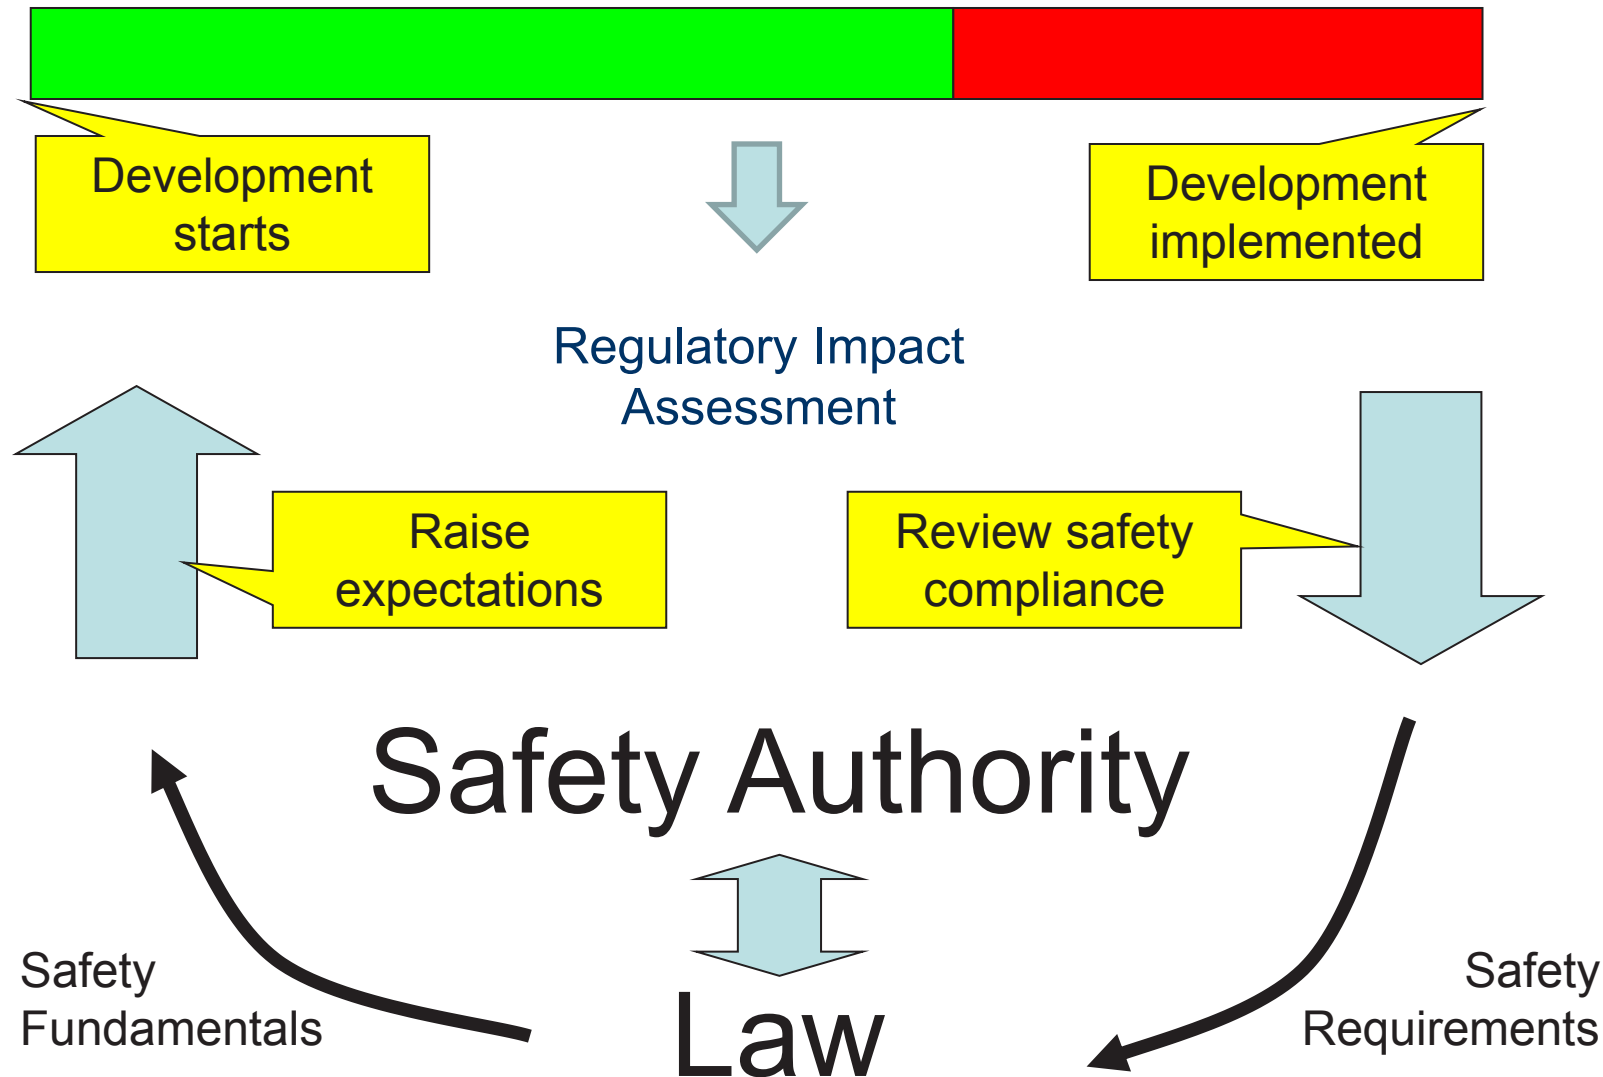 Development
starts
Development
implemented
Regulatory Impact
Assessment
Raise
expectations
Review safety
compliance
Safety Authority
Safety
Fundamentals
Law
Safety
Requirements